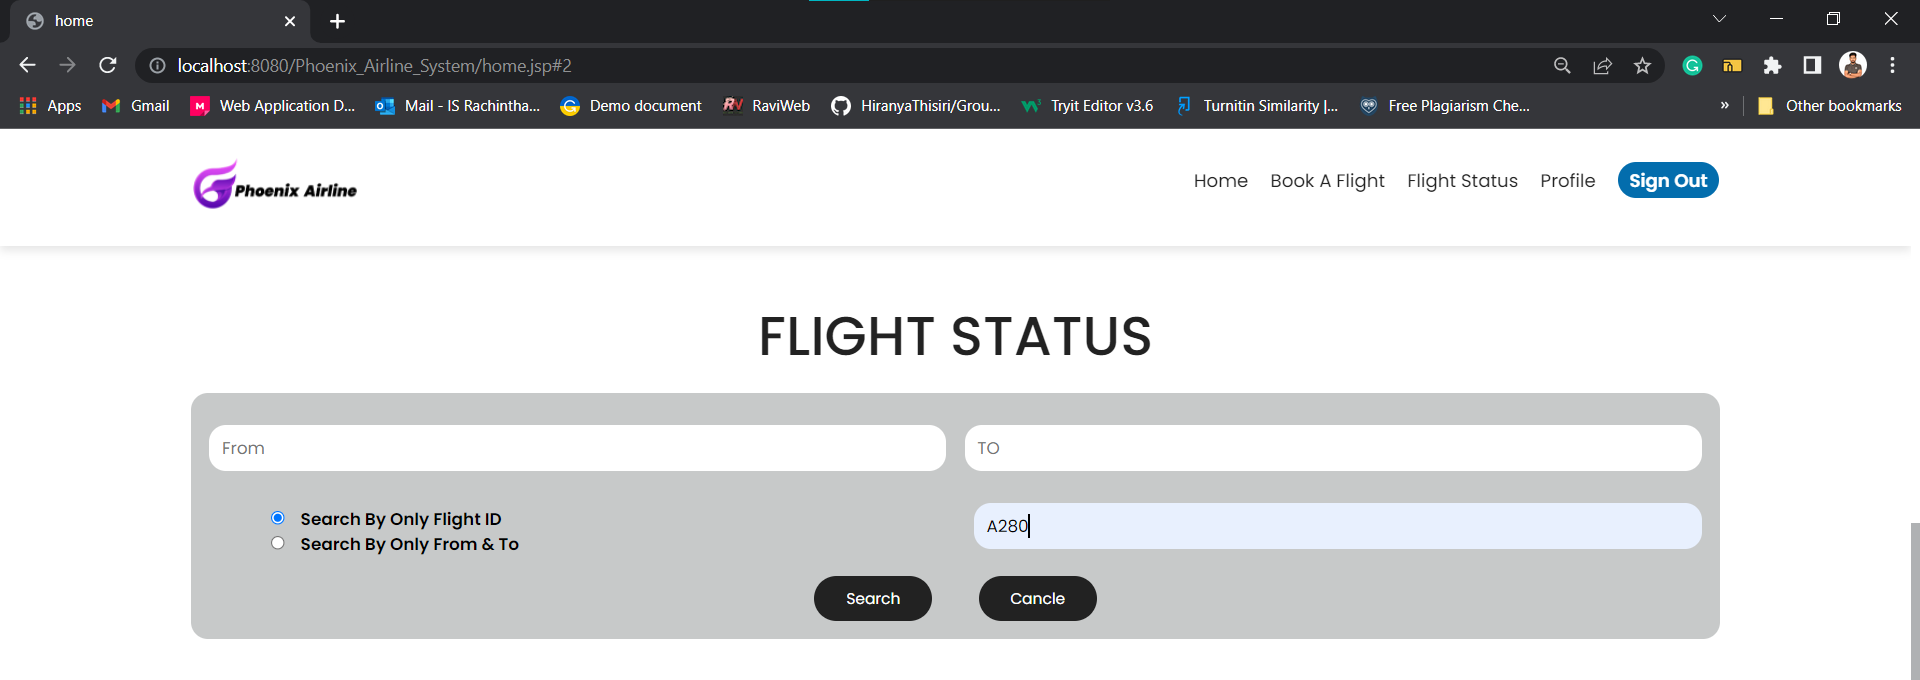 home
localhost:8080/Phoenix_Airline_System/home.jsp#2
Apps Gmail Web Application D... Mail - IS Rachintha... Demo document RaviWeb HiranyaThisiri/Grou... Tryit Editor v3.6 Turnitin Similarity |... Free Plagiarism Che... » Other bookmarks
Phoenix Airline Home Book A Flight Flight Status Profile Sign Out
FLIGHT STATUS
From TO
Search By Only Flight ID A280
Search By Only From & To
Search Cancle